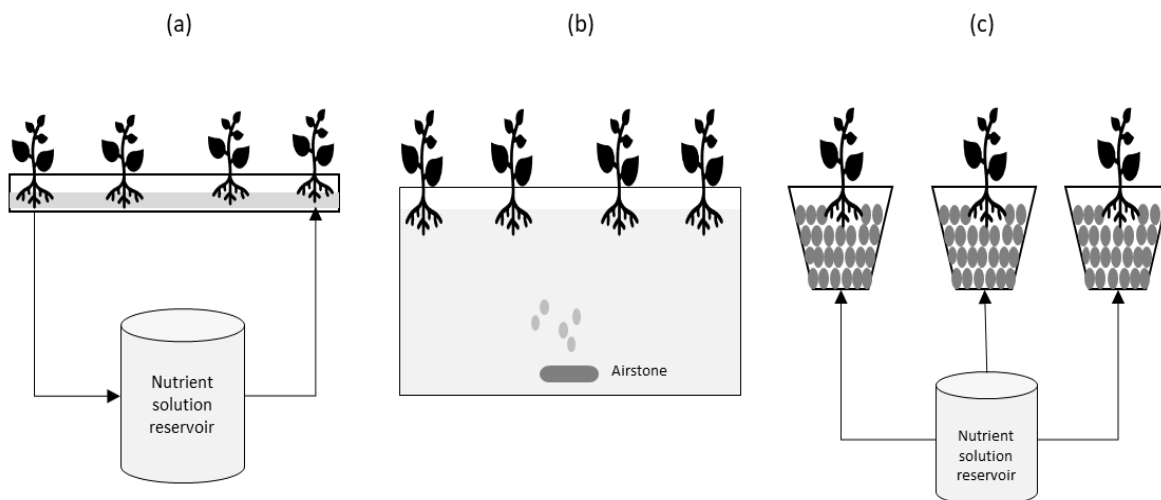 (a)
(b)
(c)
Nutrient
solution
reservoir
Airstone
Nutrient
solution
reservoir